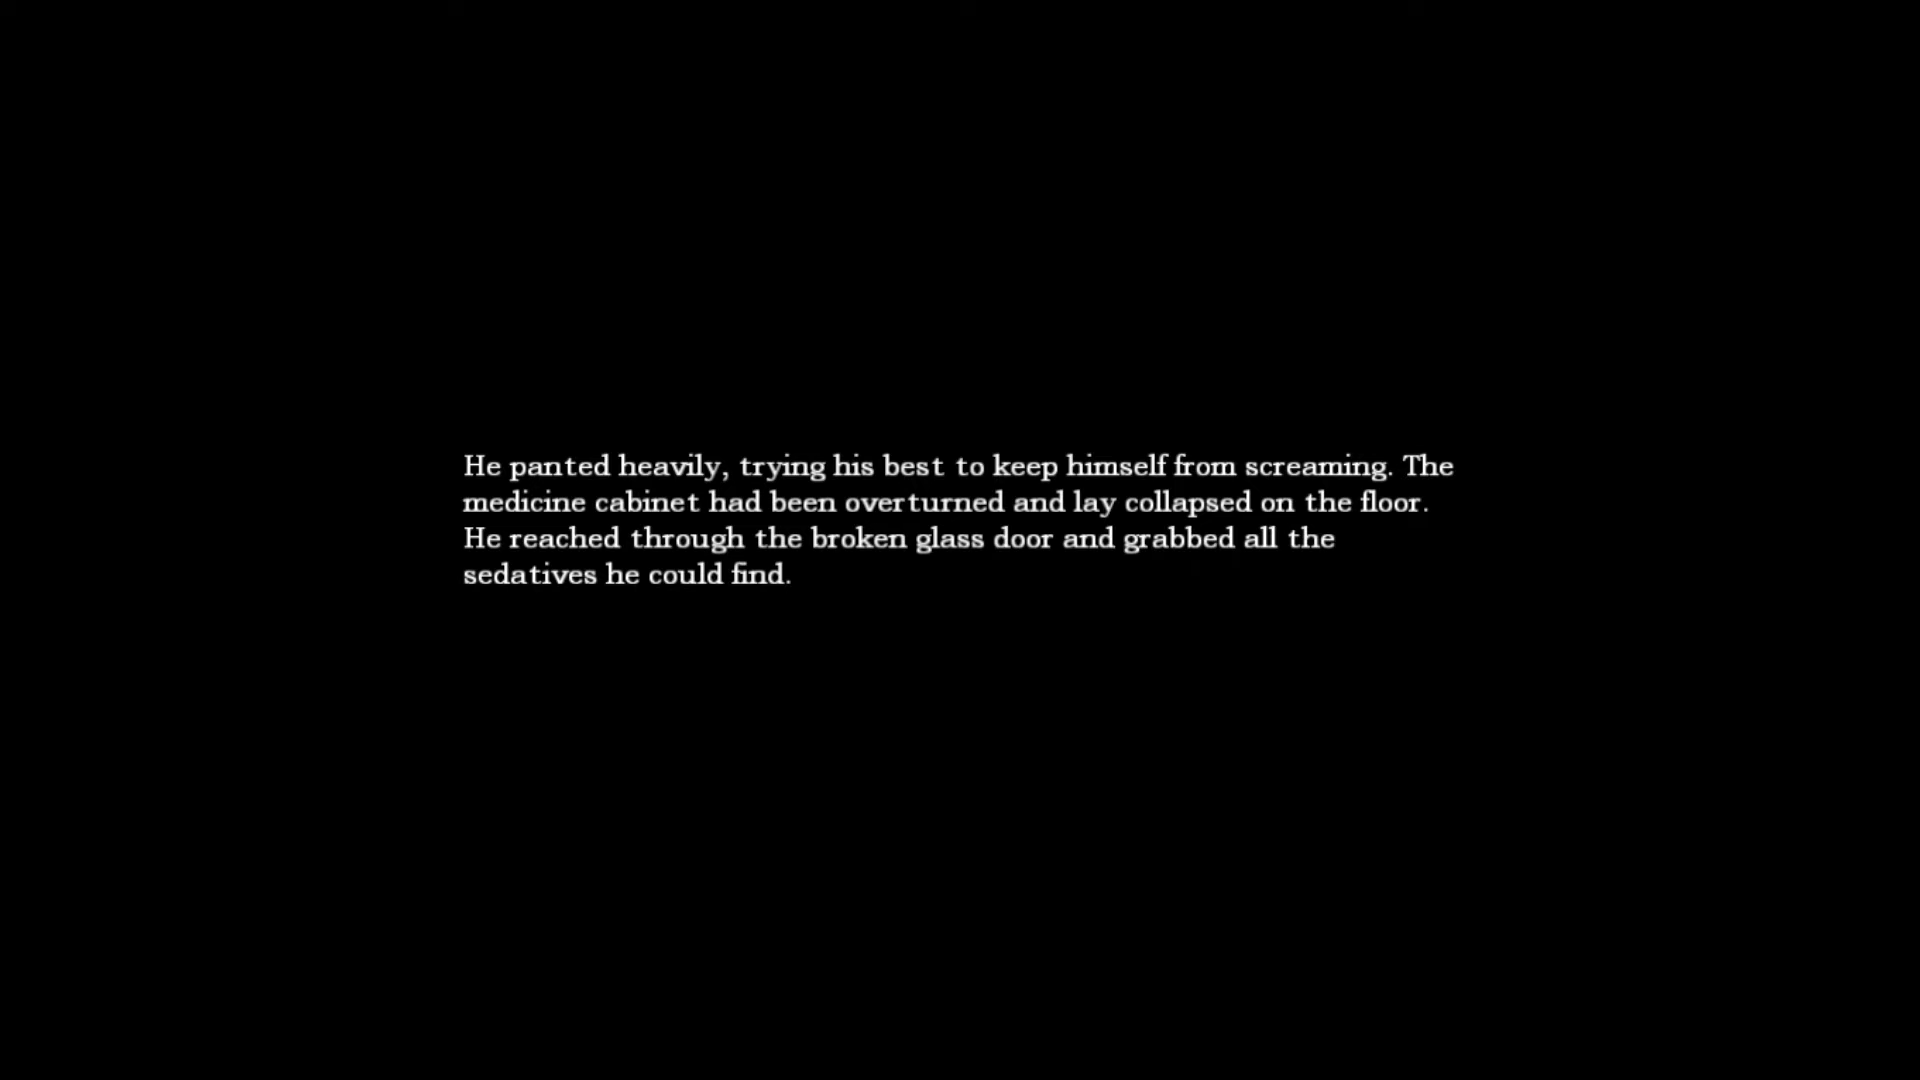 He panted heavily, trying his best to keep himself from screaming. The
medicine cabinet had been overturned and lay collapsed on the floor.
He reached through the broken glass door and grabbed all the
sedatives he could find.